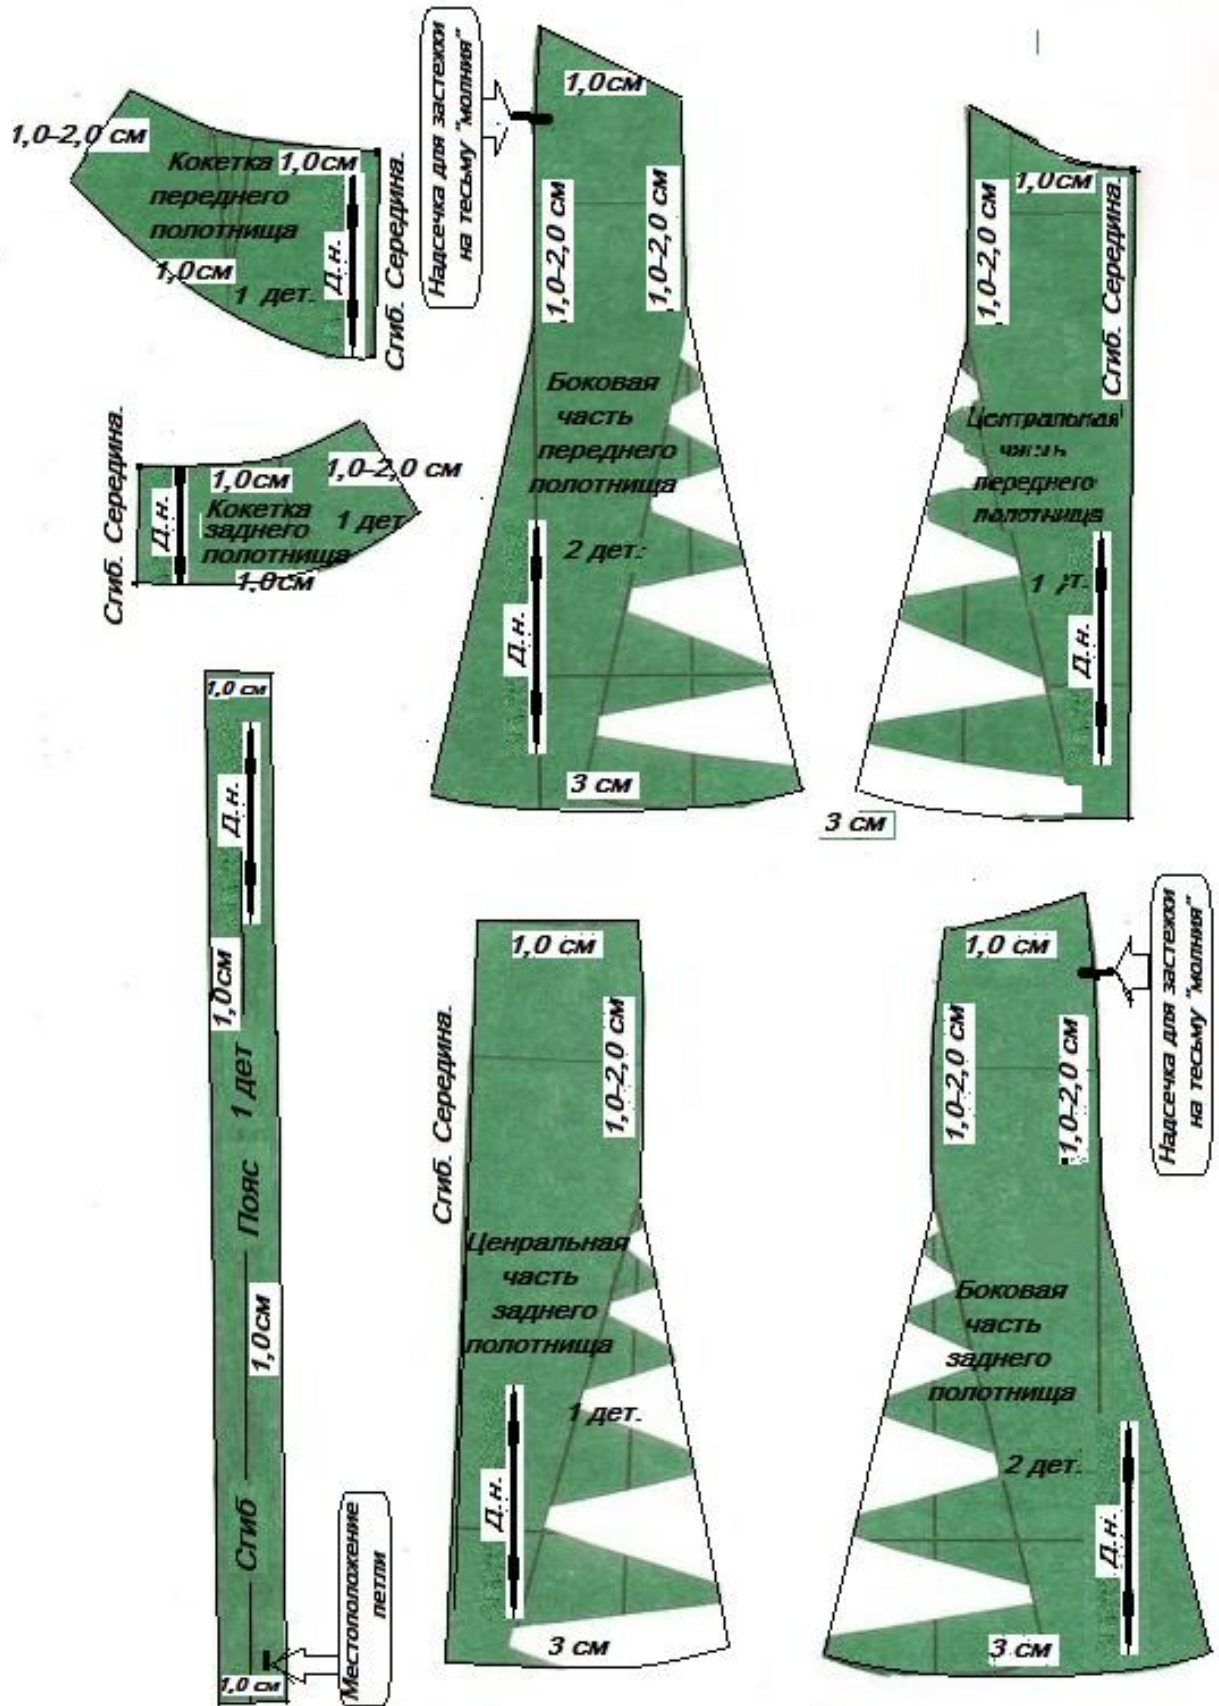 1,0-2,0 см
Кокетка
переднего
полотнища
1,0см
1,0см
1 дет.
Д.н.
Сгиб. Середина.
Надсечка для застежки
на тесьму "молния"
1,0см
1,0-2,0 см
1,0-2,0 см
Боковая
часть
переднего
полотнища
2 дет.
Д.н.
3 см
1,0см
1,0-2,0 см
Сгиб. Середина.
Центральная
часть
переднего
полотнища
Д.н.
3 см
Сгиб. Середина.
Д.н.
1,0см
1,0-2,0 см
Кокетка
заднего
полотнища
1 дет
1,0см
1,0 см
Д.н.
1,0см
Сгиб Пояс 1 дет
1,0см
Местоположение
петли
1,0 см
Сгиб. Середина.
1,0 см
1,0-2,0 см
Ценральная
часть
заднего
полотнища
1 дет.
Д.н.
3 см
1,0 см
1,0-2,0 см
1,0-2,0 см
Надсечка для застежки
на тесьму "молния"
Боковая
часть
заднего
полотнища
2 дет.
Д.н.
3 см